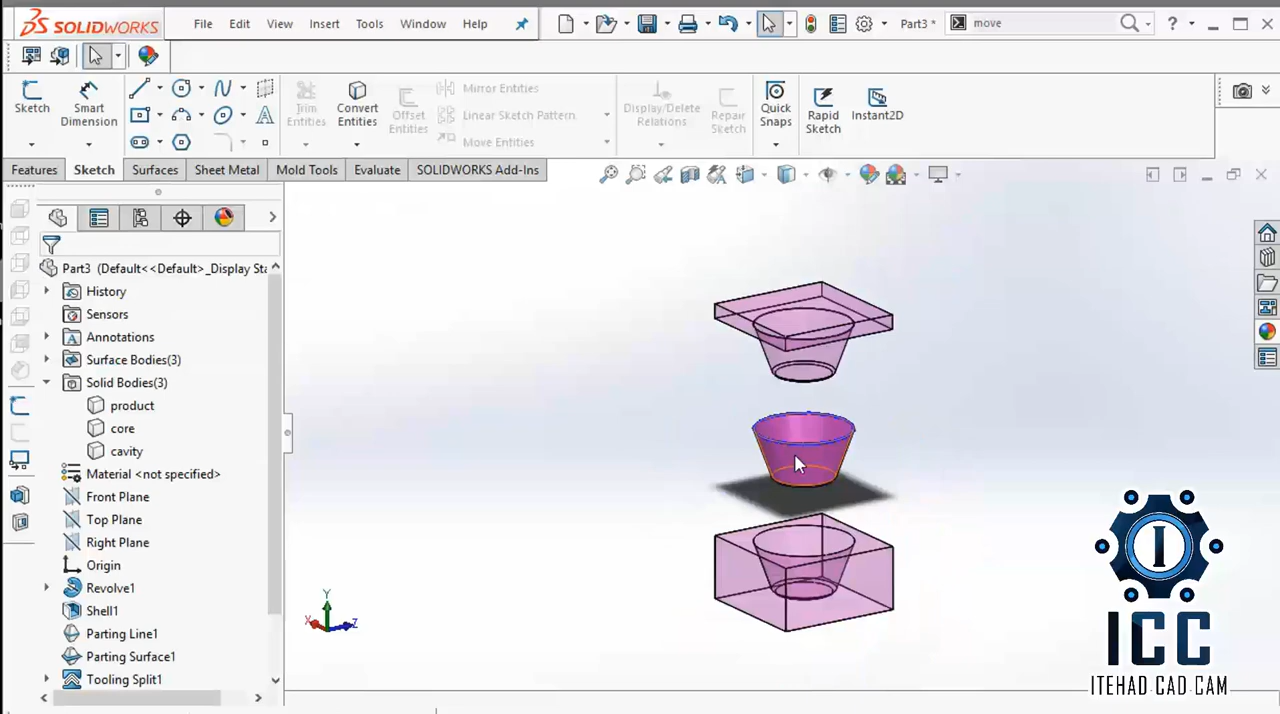 SOLIDWORKS File Edit View Insert Tools Window Help Part3 * move ?
Sketch Smart Dimension Trim Entities Convert Entities Offset Entities Mirror Entities Linear Sketch Pattern Move Entities Display/Delete Relations Repair Sketch Quick Snaps Rapid Sketch Instant2D
Features Sketch Surfaces Sheet Metal Mold Tools Evaluate SOLIDWORKS Add-Ins
Part3 (Default<<Default>_Display Sta
History
Sensors
Annotations
Surface Bodies(3)
Solid Bodies(3)
product
core
cavity
Material <not specified>
Front Plane
Top Plane
Right Plane
Origin
Revolve1
Shell1
Parting Line1
Parting Surface1
Tooling Split1
Y
X Z
I
ICC
ITEHAD CAD CAM